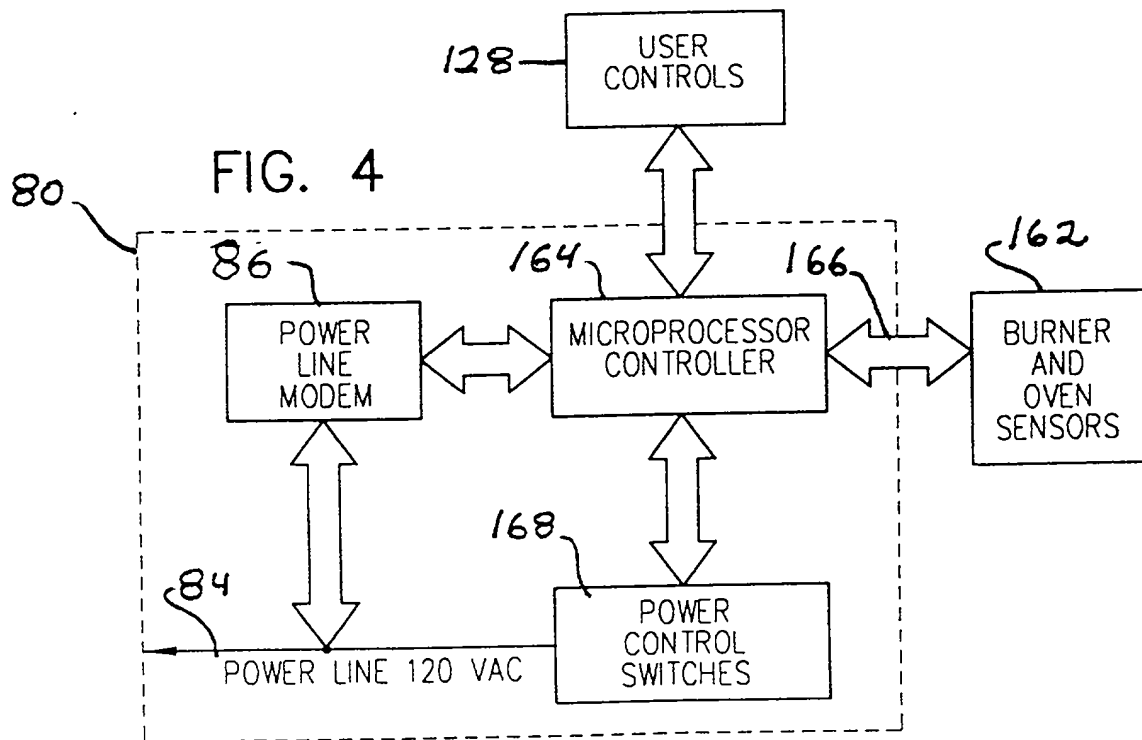 128
USER
CONTROLS
FIG. 4
80
86
164
166
162
POWER
LINE
MODEM
MICROPROCESSOR
CONTROLLER
BURNER
AND
OVEN
SENSORS
168
84
POWER LINE 120 VAC
POWER
CONTROL
SWITCHES